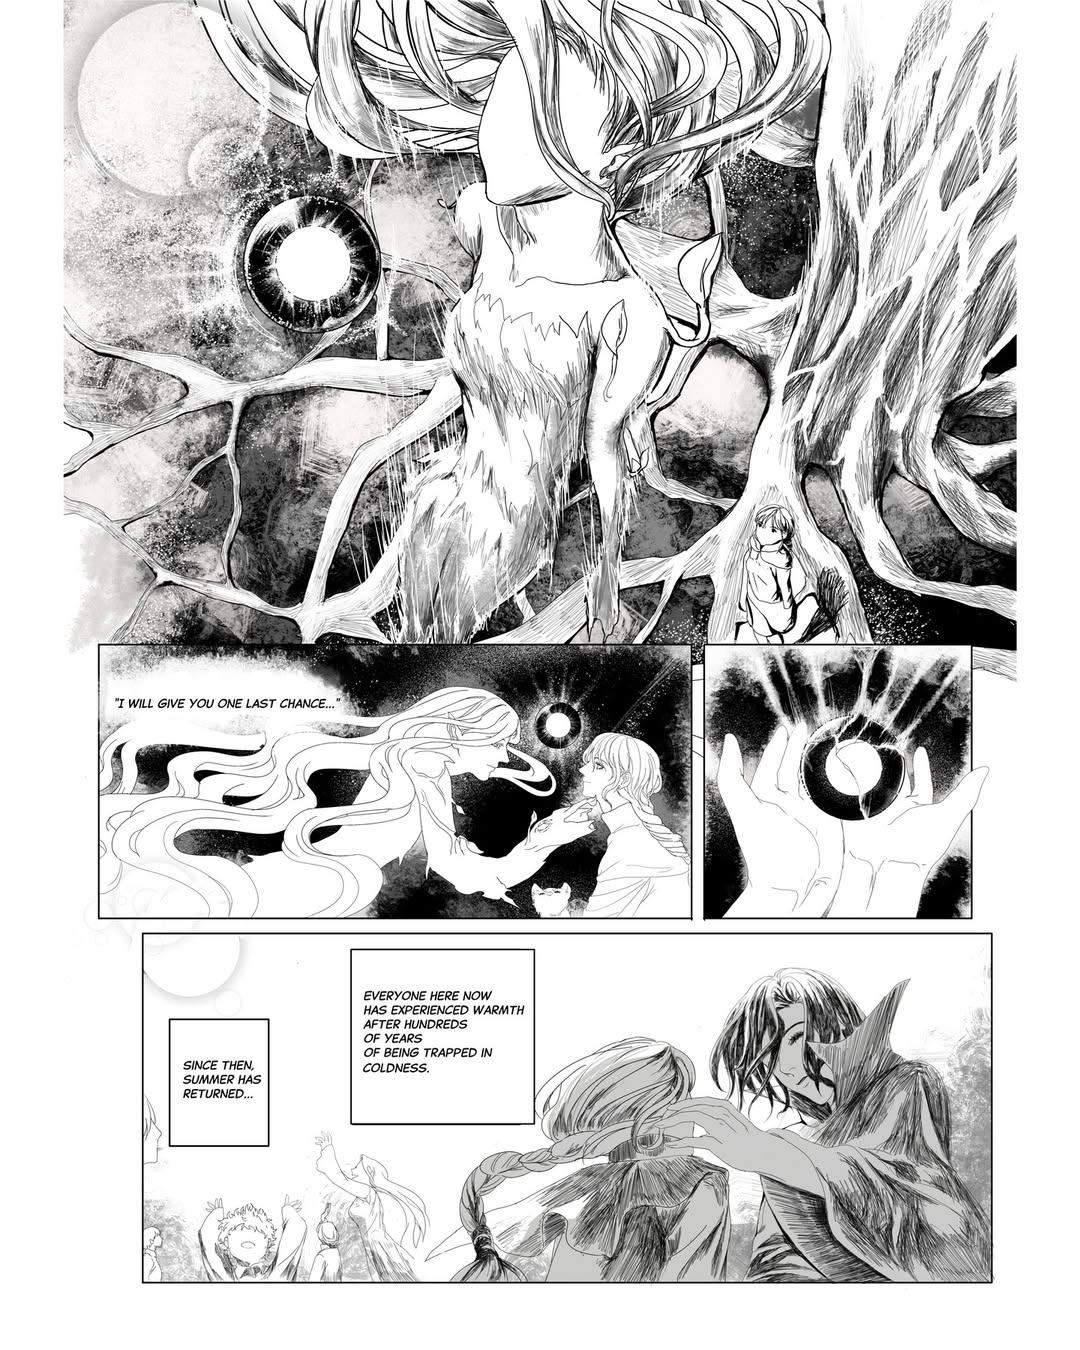 "I WILL GIVE YOU ONE LAST CHANCE..."
SINCE THEN,
SUMMER HAS
RETURNED...
EVERYONE HERE NOW
HAS EXPERIENCED WARMTH
AFTER HUNDREDS
OF YEARS
OF BEING TRAPPED IN
COLDNESS.